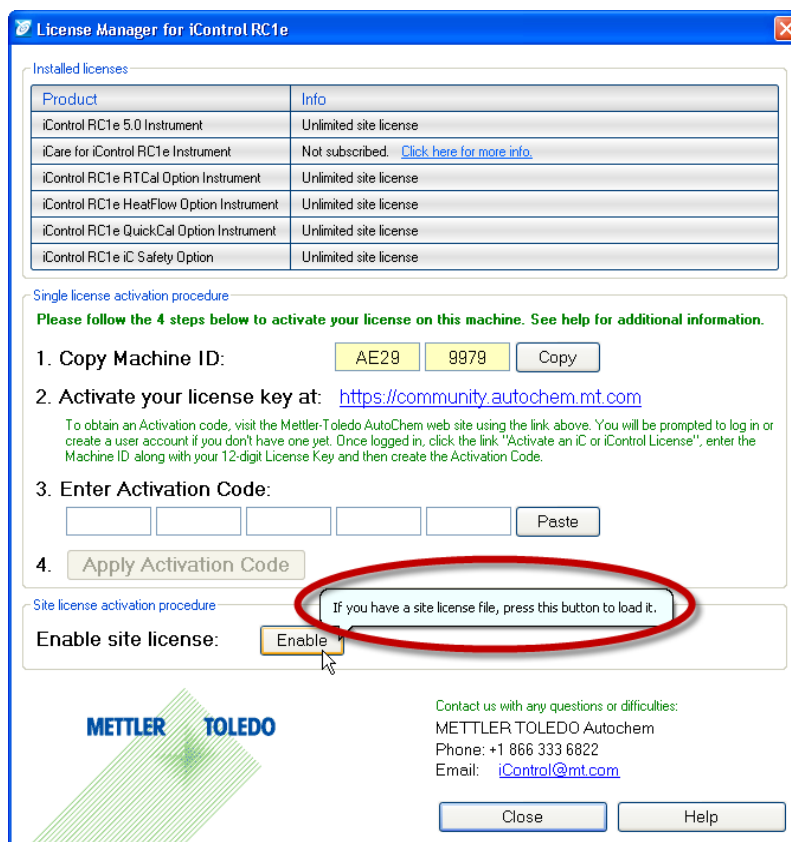 License Manager for iControl RC1e
Installed licenses
Product Info
iControl RC1e 5.0 Instrument Unlimited site license
iCare for iControl RC1e Instrument Not subscribed. Click here for more info.
iControl RC1e RTCal Option Instrument Unlimited site license
iControl RC1e HeatFlow Option Instrument Unlimited site license
iControl RC1e QuickCal Option Instrument Unlimited site license
iControl RC1e iC Safety Option Unlimited site license
Single license activation procedure
Please follow the 4 steps below to activate your license on this machine. See help for additional information.
1. Copy Machine ID: AE29 9979 Copy
2. Activate your license key at: https://community.autochem.mt.com
To obtain an Activation code, visit the Mettler-Toledo AutoChem web site using the link above. You will be prompted to log in or
create a user account if you don't have one yet. Once logged in, click the link "Activate an iC or iControl License", enter the
Machine ID along with your 12-digit License Key and then create the Activation Code.
3. Enter Activation Code:
Paste
4. Apply Activation Code
Site license activation procedure
If you have a site license file, press this button to load it.
Enable site license: Enable
METTLER TOLEDO
Contact us with any questions or difficulties:
METTLER TOLEDO Autochem
Phone: +1 866 333 6822
Email: iControl@mt.com
Close Help